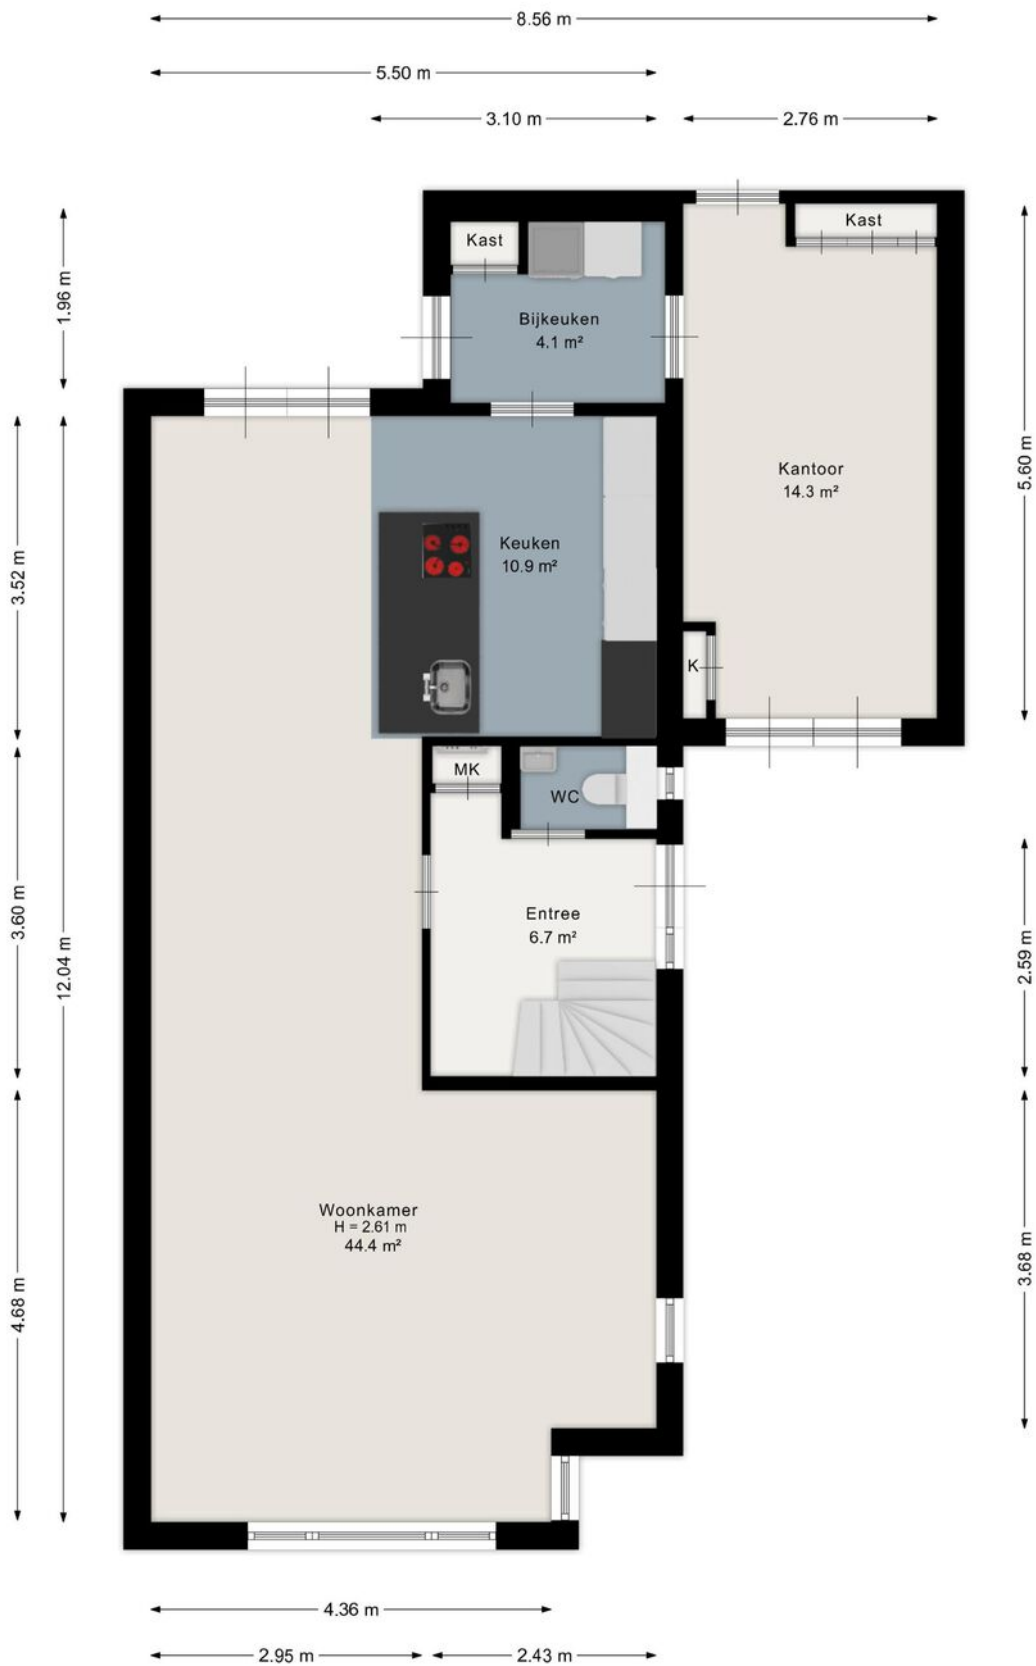 8.56 m
5.50 m
3.10 m
2.76 m
Kast
Kast
1.96 m
Bijkeuken
4.1 m²
5.60 m
Kantoor
14.3 m²
3.52 m
Keuken
10.9 m²
K
MK
WC
3.60 m
12.04 m
Entree
6.7 m²
2.59 m
Woonkamer
H = 2.61 m
44.4 m²
4.68 m
3.68 m
4.36 m
2.95 m
2.43 m